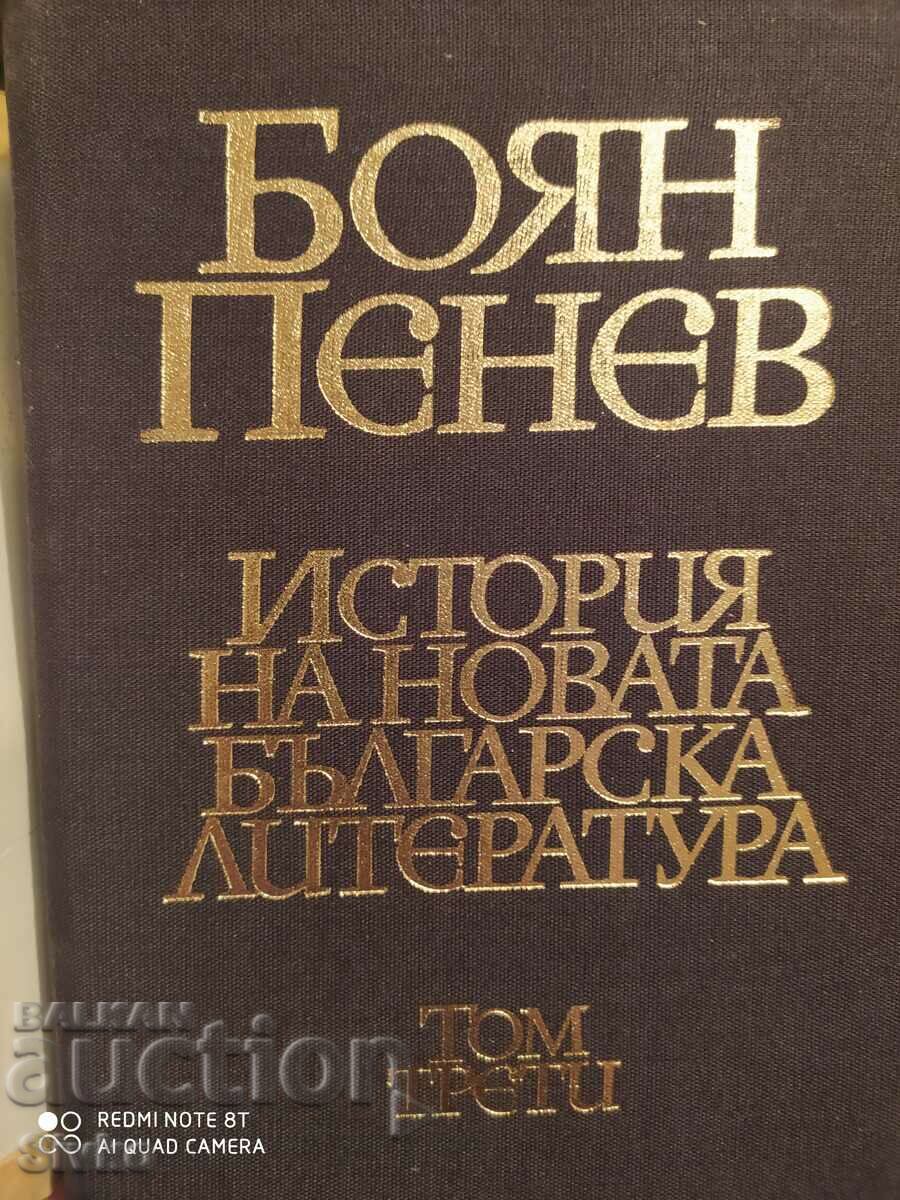 БОЯН
ПЕНЕВ
ИСТОРИЯ
НА НОВАТА
БЪЛГАРСКА
ЛИТЕРАТУРА
ТОМ
ТРЕТИ
BALKAN
auction
REDMI NOTE 8T
AI QUAD CAMERA